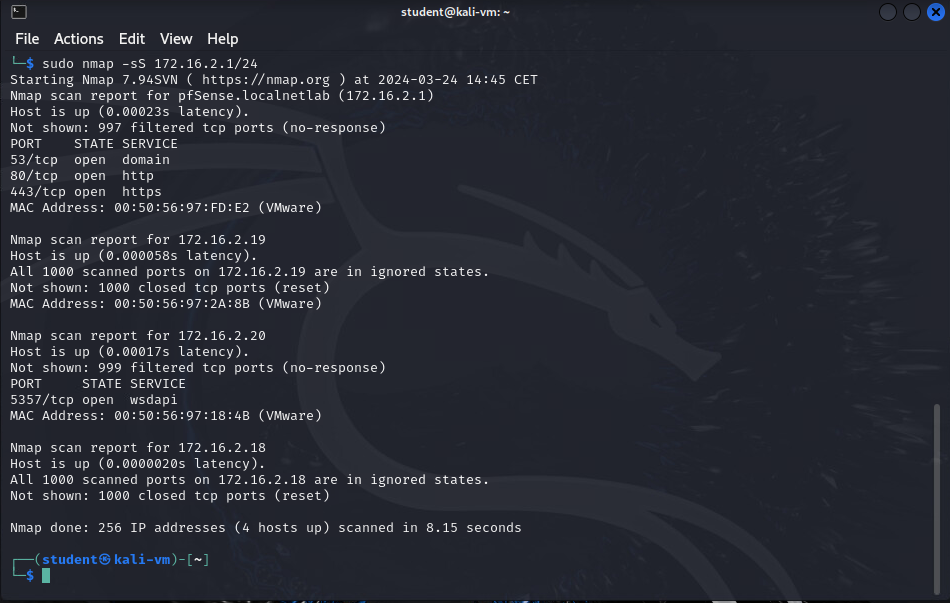 student@kali-vm: ~
File Actions Edit View Help
└─$ sudo nmap -sS 172.16.2.1/24
Starting Nmap 7.94SVN ( https://nmap.org ) at 2024-03-24 14:45 CET
Nmap scan report for pfSense.localnetlab (172.16.2.1)
Host is up (0.00023s latency).
Not shown: 997 filtered tcp ports (no-response)
PORT    STATE SERVICE
53/tcp  open  domain
80/tcp  open  http
443/tcp open  https
MAC Address: 00:50:56:97:FD:E2 (VMware)

Nmap scan report for 172.16.2.19
Host is up (0.000058s latency).
All 1000 scanned ports on 172.16.2.19 are in ignored states.
Not shown: 1000 closed tcp ports (reset)
MAC Address: 00:50:56:97:2A:8B (VMware)

Nmap scan report for 172.16.2.20
Host is up (0.00017s latency).
Not shown: 999 filtered tcp ports (no-response)
PORT     STATE SERVICE
5357/tcp open  wsdapi
MAC Address: 00:50:56:97:18:4B (VMware)

Nmap scan report for 172.16.2.18
Host is up (0.0000020s latency).
All 1000 scanned ports on 172.16.2.18 are in ignored states.
Not shown: 1000 closed tcp ports (reset)

Nmap done: 256 IP addresses (4 hosts up) scanned in 8.15 seconds

┌──(student㉿kali-vm)-[~]
└─$